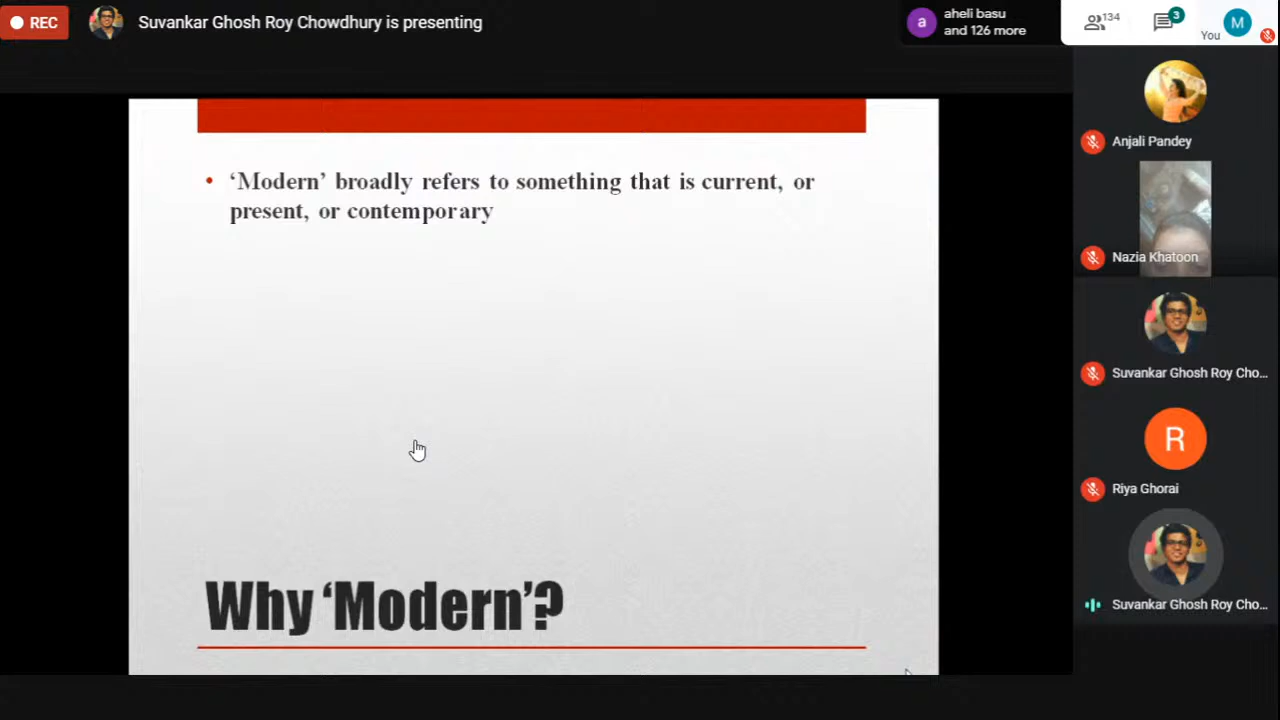 REC
Suvankar Ghosh Roy Chowdhury is presenting
a
aheli basu
and 126 more
134
3
You
M
Anjali Pandey
Nazia Khatoon
Suvankar Ghosh Roy Cho...
R
Riya Ghorai
Suvankar Ghosh Roy Cho...
• ‘Modern’ broadly refers to something that is current, or
present, or contemporary
Why ‘Modern’?